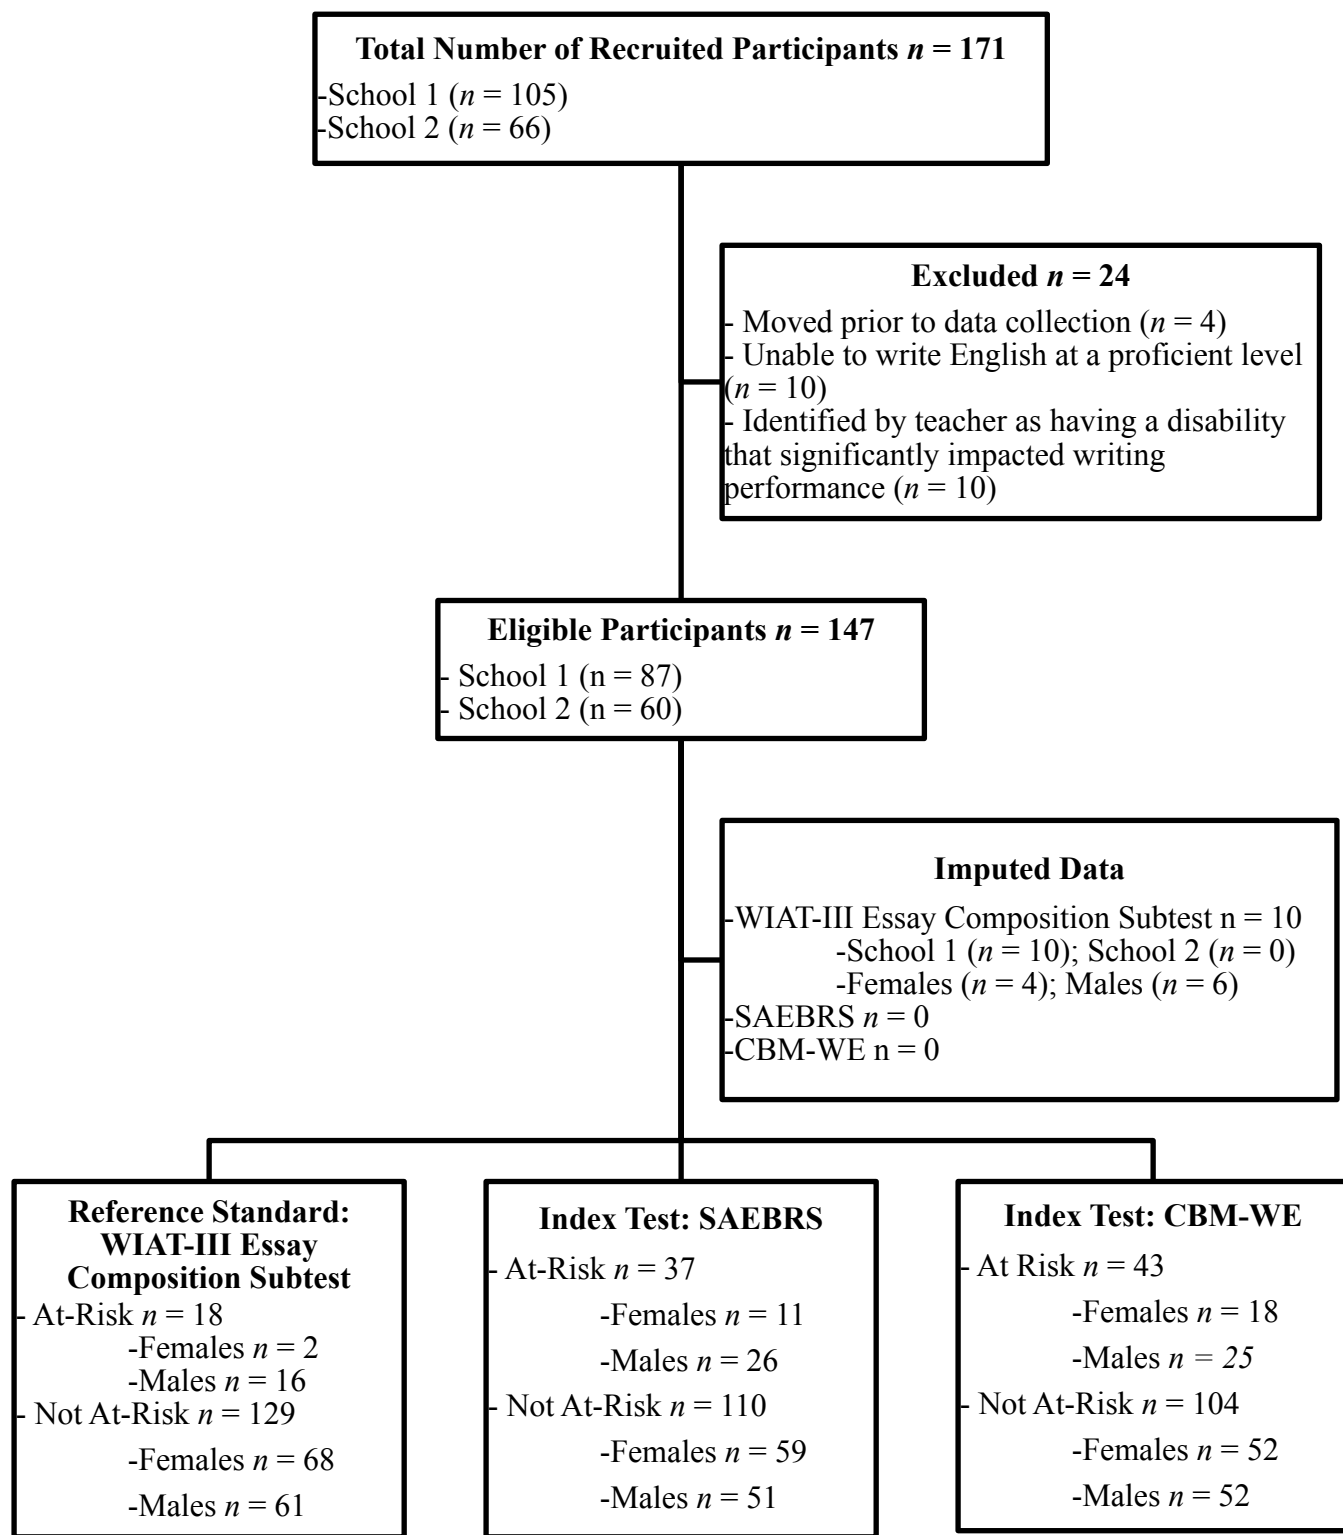 Total Number of Recruited Participants n = 171
-School 1 (n = 105)
-School 2 (n = 66)
Excluded n = 24
- Moved prior to data collection (n = 4)
- Unable to write English at a proficient level
(n = 10)
- Identified by teacher as having a disability
that significantly impacted writing
performance (n = 10)
Eligible Participants n = 147
- School 1 (n = 87)
- School 2 (n = 60)
Imputed Data
-WIAT-III Essay Composition Subtest n = 10
-School 1 (n = 10); School 2 (n = 0)
-Females (n = 4); Males (n = 6)
-SAEBRS n = 0
-CBM-WE n = 0
Reference Standard:
WIAT-III Essay
Composition Subtest
- At-Risk n = 18
-Females n = 2
-Males n = 16
- Not At-Risk n = 129
-Females n = 68
-Males n = 61
Index Test: SAEBRS
- At-Risk n = 37
-Females n = 11
-Males n = 26
- Not At-Risk n = 110
-Females n = 59
-Males n = 51
Index Test: CBM-WE
- At Risk n = 43
-Females n = 18
-Males n = 25
- Not At-Risk n = 104
-Females n = 52
-Males n = 52